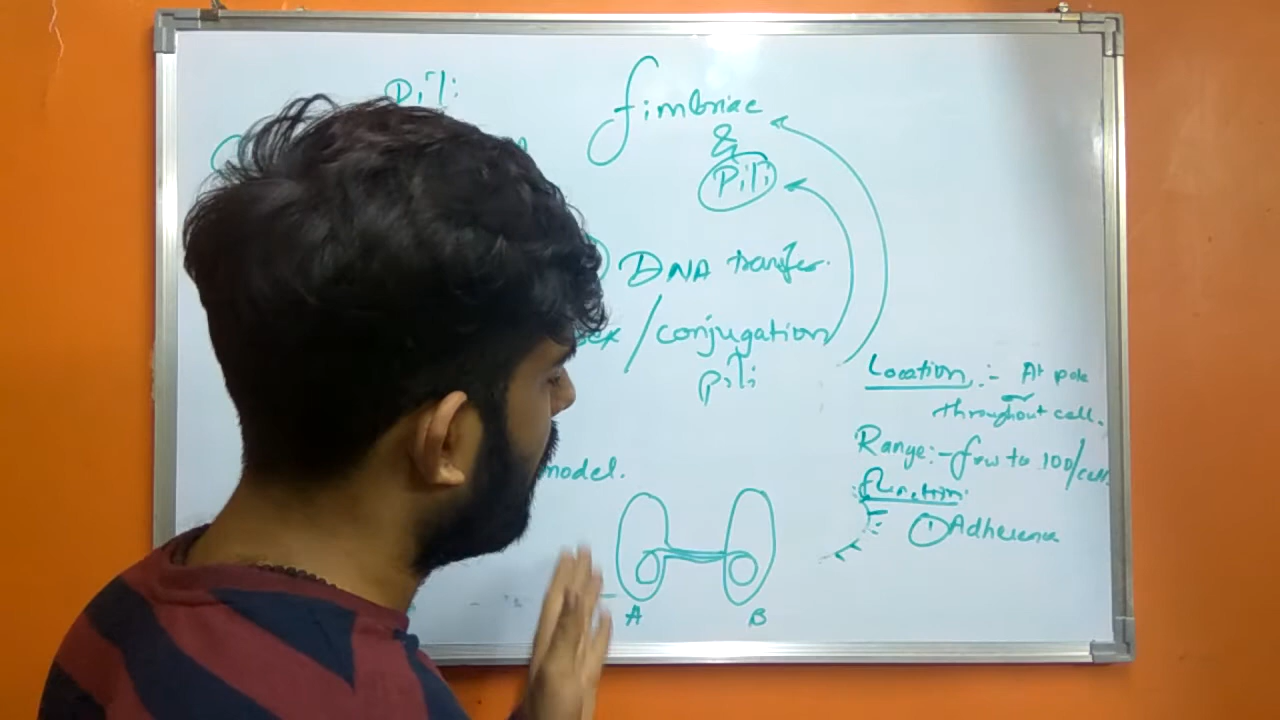 Pili:
fimbriae
&
Pili
DNA transfer.
sex / conjugation
pili
model.
A
B
Location :- At pole
throughout cell.
Range:- few to 100/cell
function:
① Adherence